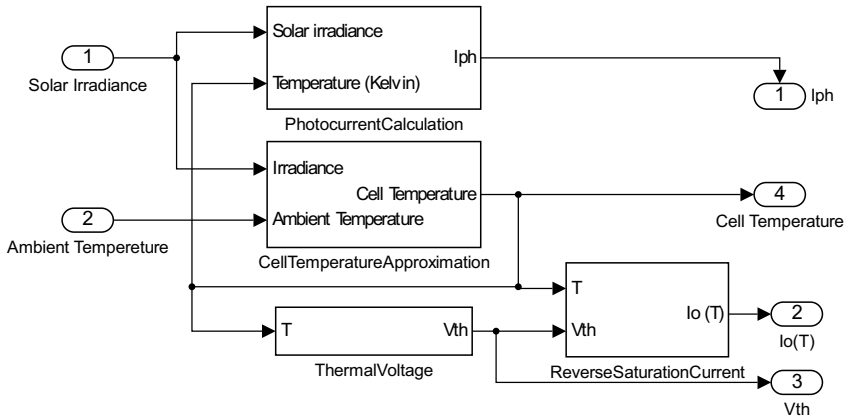 1
Solar Irradiance
Solar irradiance
Temperature (Kelvin)
Iph
PhotocurrentCalculation
1
Iph
2
Ambient Tempereture
Irradiance
Ambient Temperature
Cell Temperature
CellTemperatureApproximation
4
Cell Temperature
T
Vth
ThermalVoltage
T
Vth
Io (T)
ReverseSaturationCurrent
2
Io(T)
3
Vth